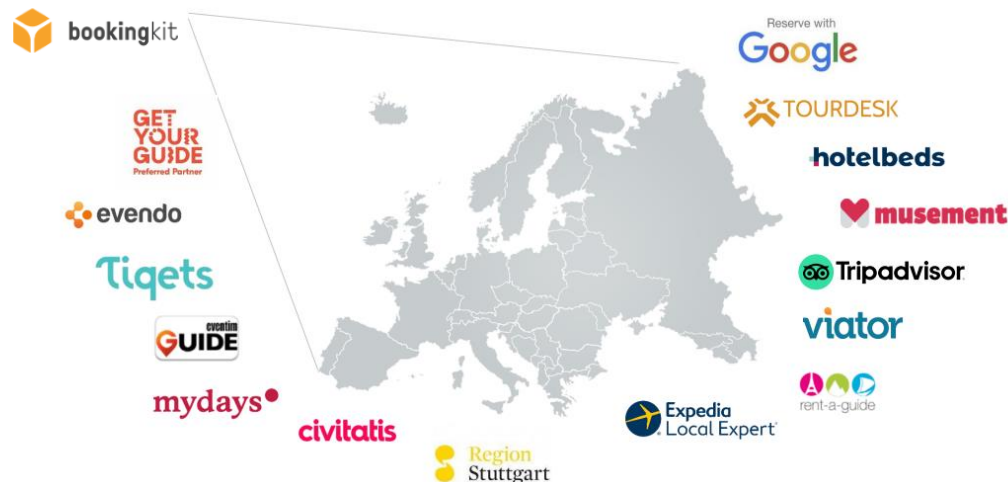 bookingkit
GET
YOUR
GUIDE
Preferred Partner
evendo
Tiqets
eventim
GUIDE
mydays
civitatis
Region
Stuttgart
Reserve with
Google
TOURDESK
hotelbeds
musement
Tripadvisor
viator
rent-a-guide
Expedia
Local Expert